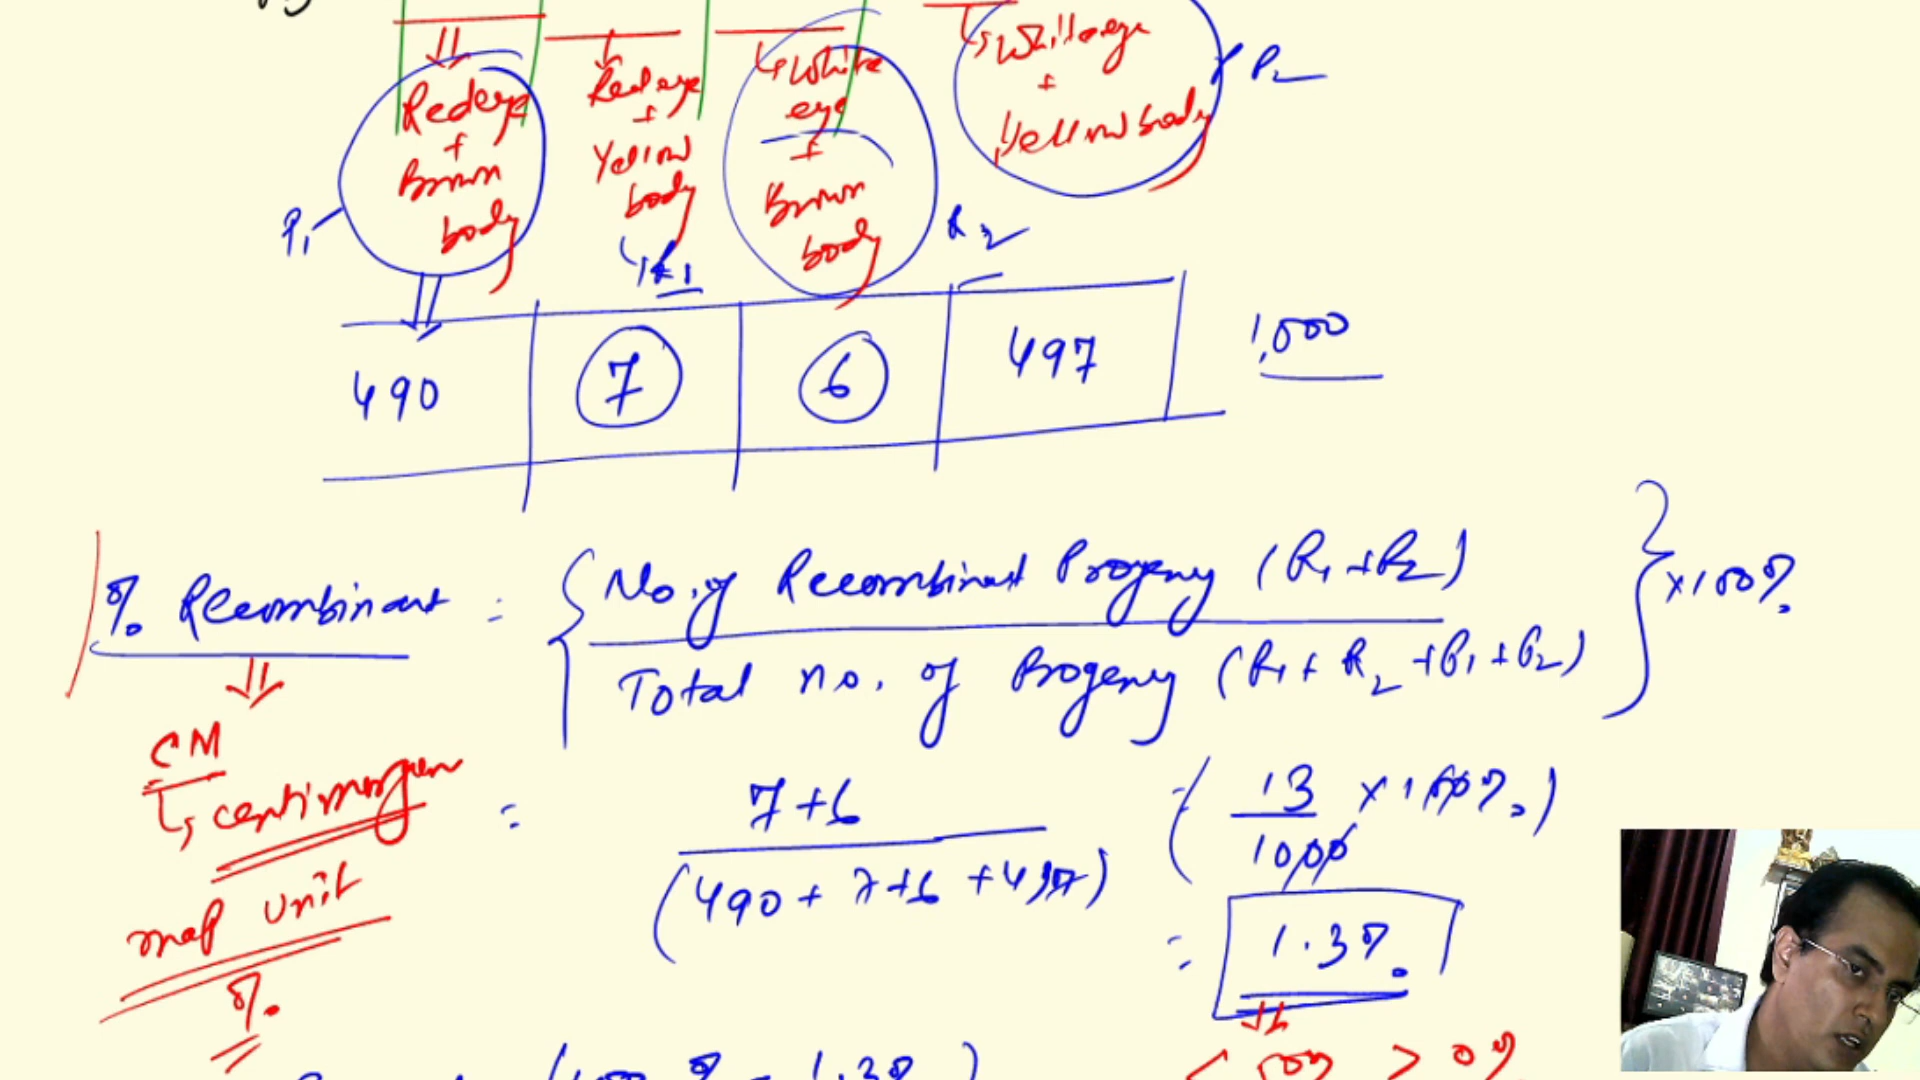 Red eye + Brown body
Red eye + Yellow body
White eye + Brown body
White eye + Yellow body
P1
R1
R2
P2
490 7 6 497 1,000
% Recombinant = { No. of Recombinant Progeny (R1+R2) / Total no. of Progeny (R1 + R2 + P1 + P2) } × 100%
CM
centimorgan
map unit
%
= 7+6 / (490 + 7+6 + 497)
= (13 / 1000 × 100%)
= 1.3%